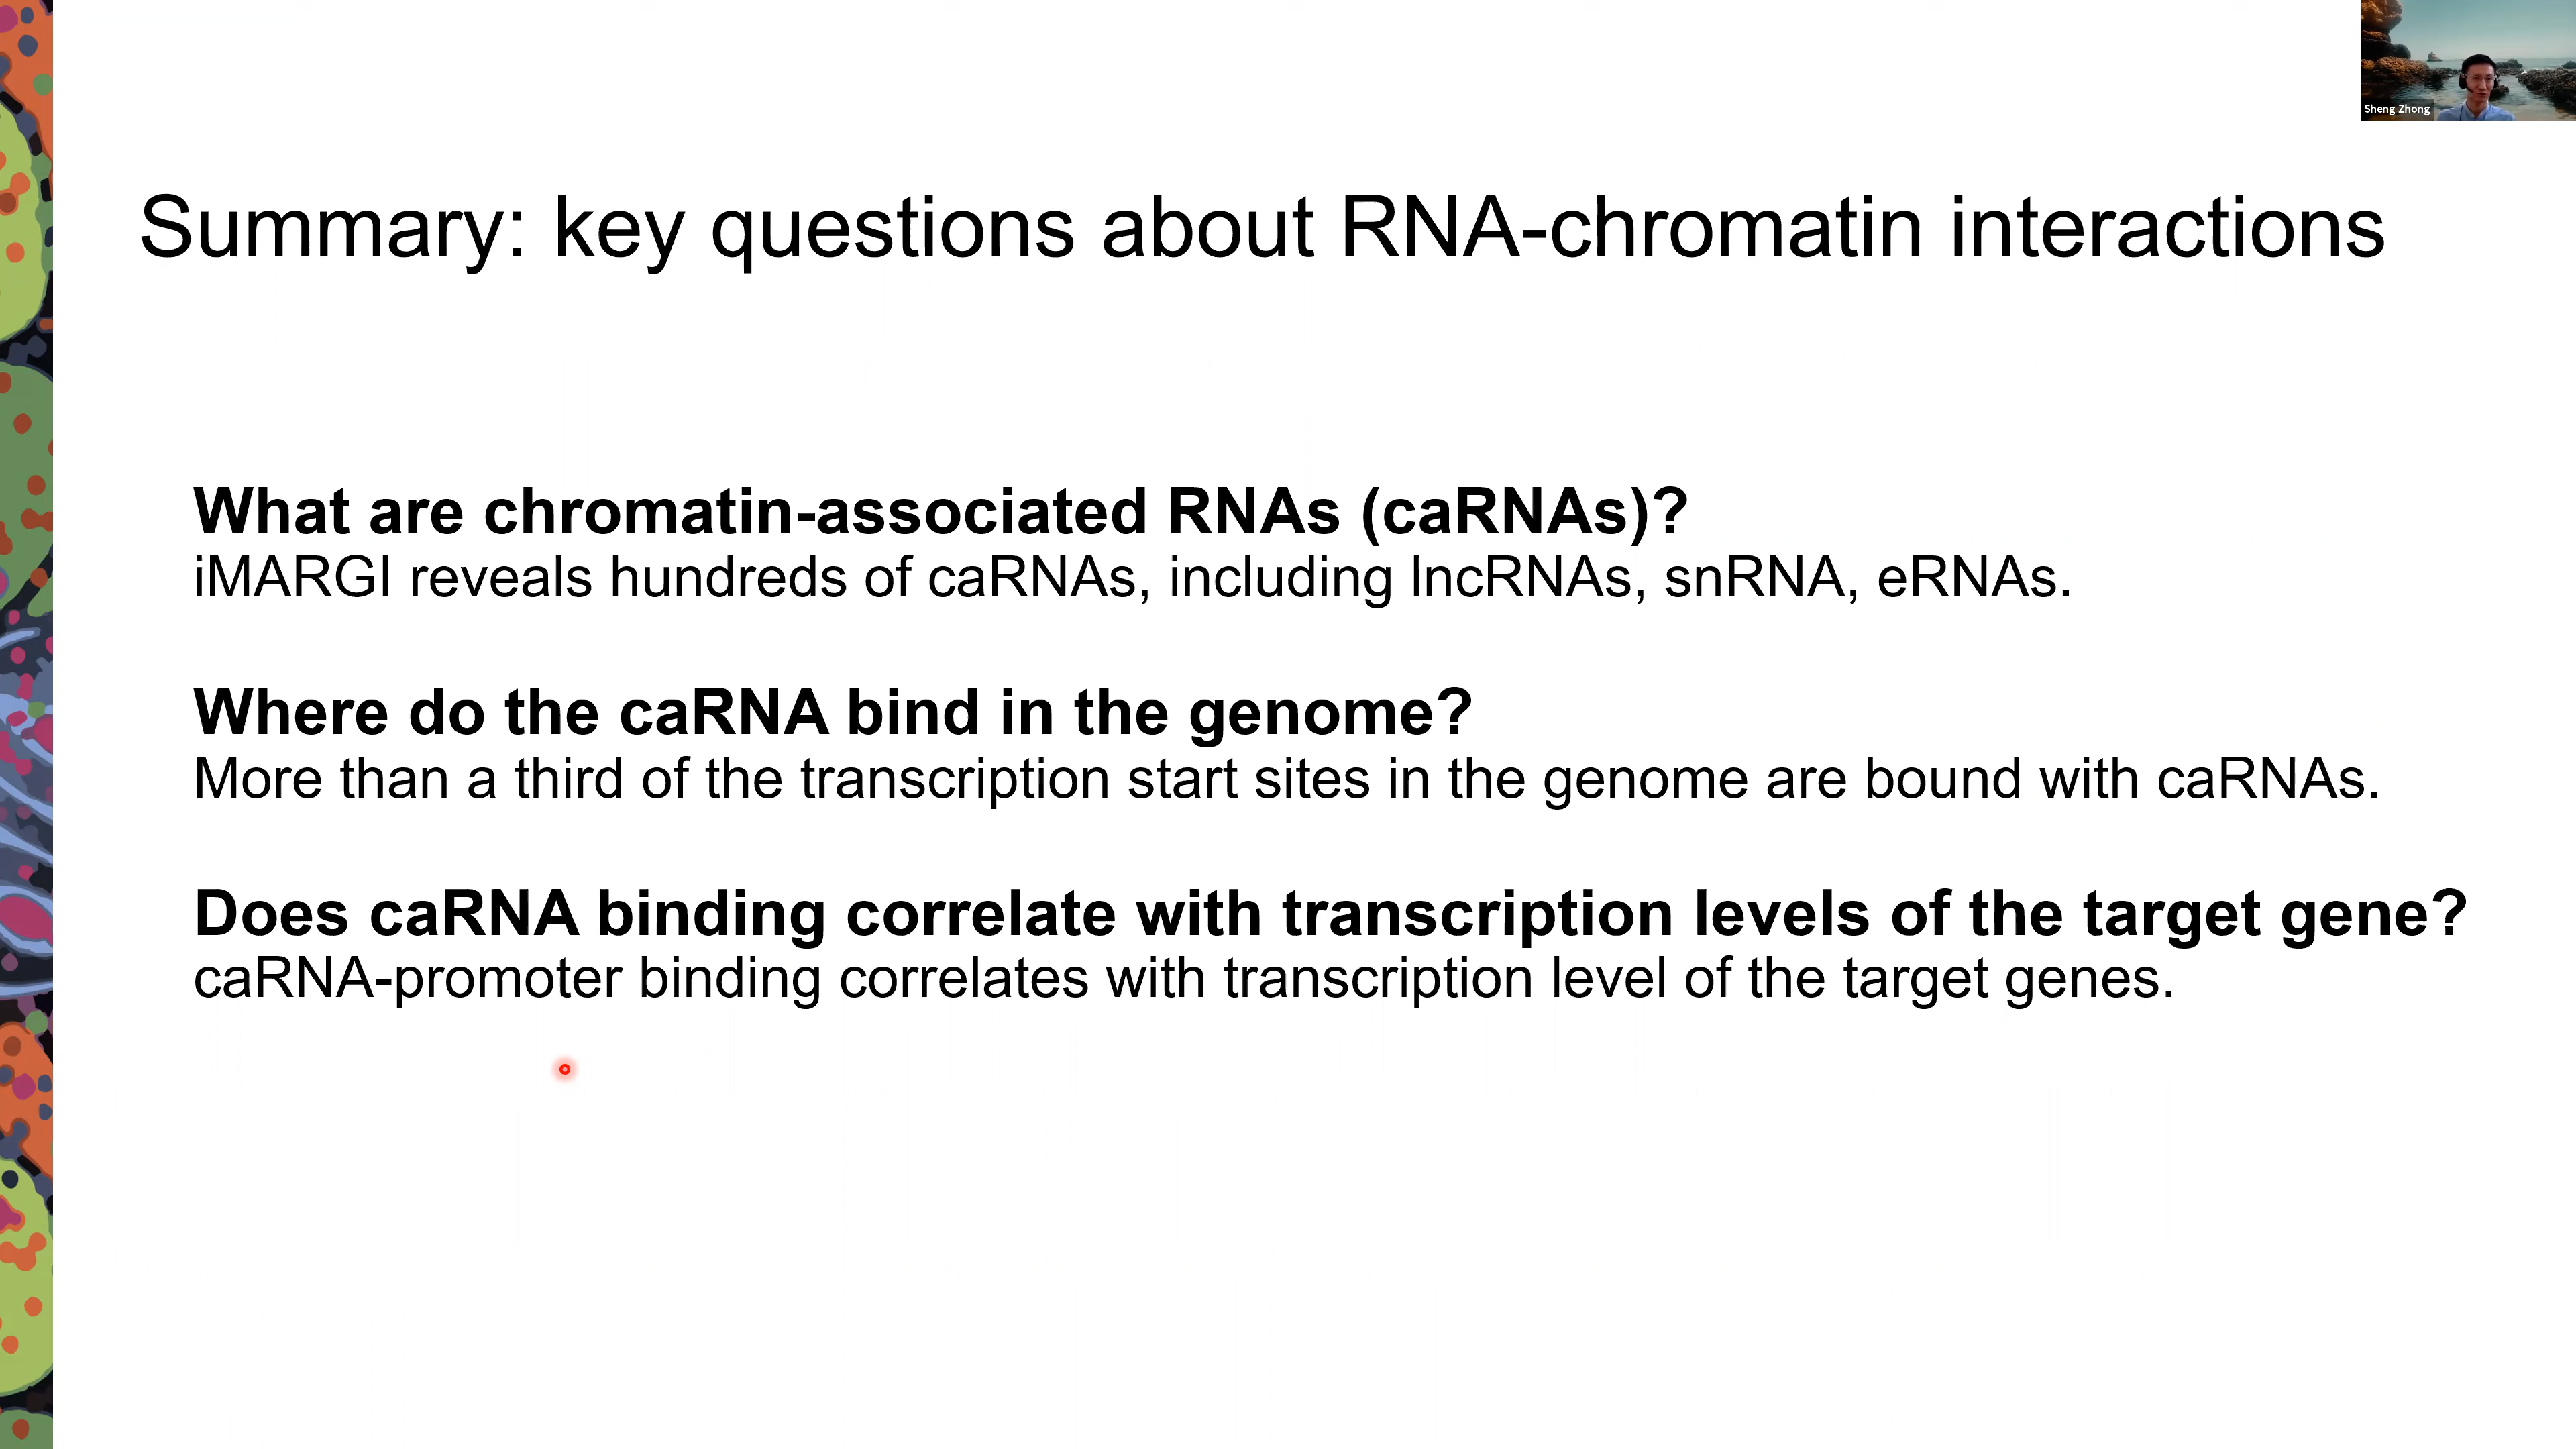 Sheng Zhong
Summary: key questions about RNA-chromatin interactions
What are chromatin-associated RNAs (caRNAs)?
iMARGI reveals hundreds of caRNAs, including lncRNAs, snRNA, eRNAs.
Where do the caRNA bind in the genome?
More than a third of the transcription start sites in the genome are bound with caRNAs.
Does caRNA binding correlate with transcription levels of the target gene?
caRNA-promoter binding correlates with transcription level of the target genes.